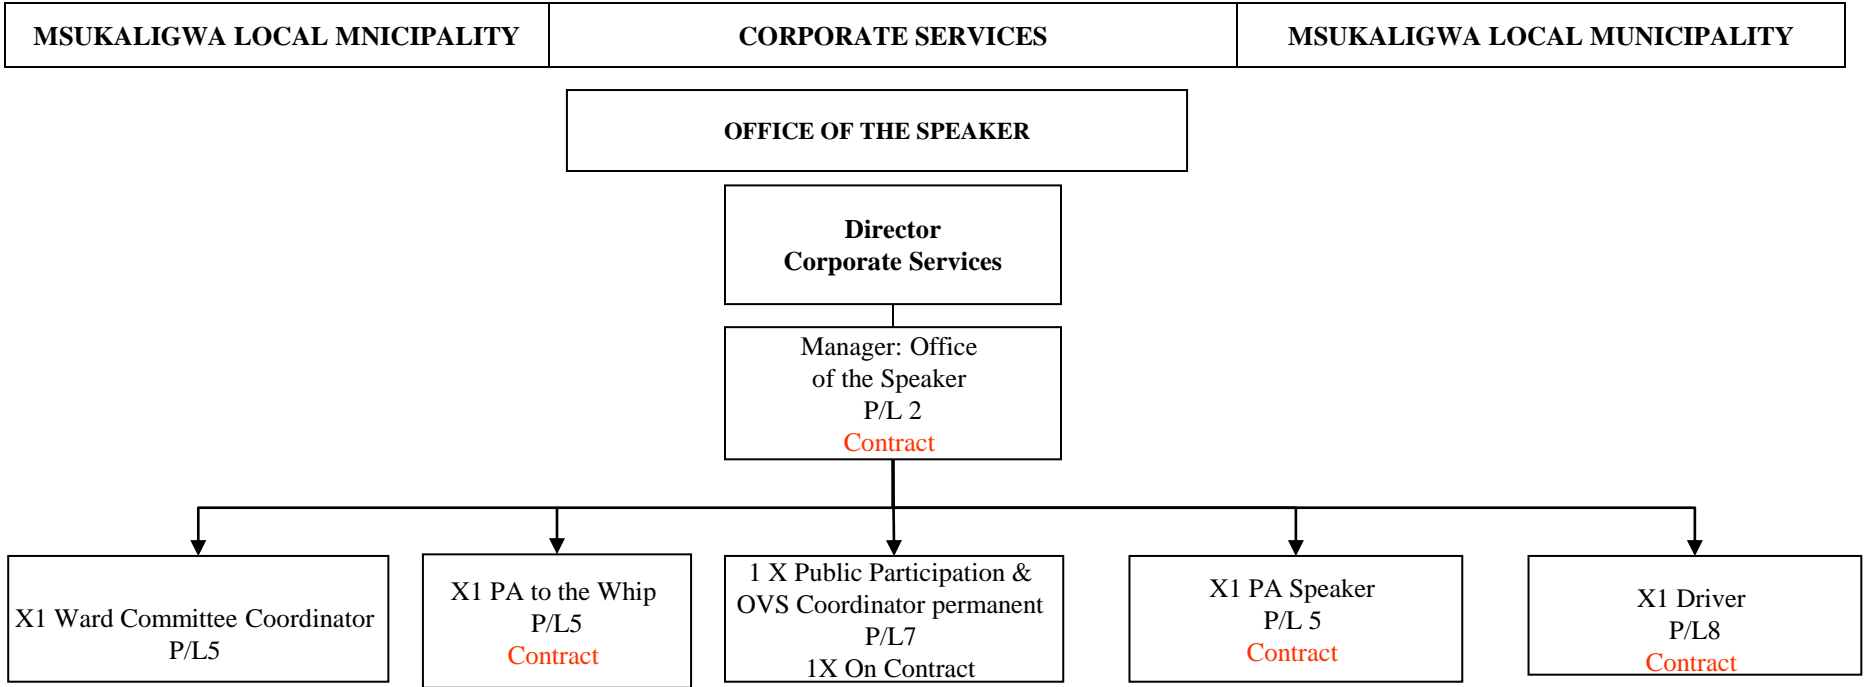 MSUKALIGWA LOCAL MNICIPALITY
CORPORATE SERVICES
MSUKALIGWA LOCAL MUNICIPALITY
OFFICE OF THE SPEAKER
Director
Corporate Services
Manager: Office
of the Speaker
P/L 2
Contract
X1 Ward Committee Coordinator
P/L5
X1 PA to the Whip
P/L5
Contract
1 X Public Participation &
OVS Coordinator permanent
P/L7
1X On Contract
X1 PA Speaker
P/L 5
Contract
X1 Driver
P/L8
Contract